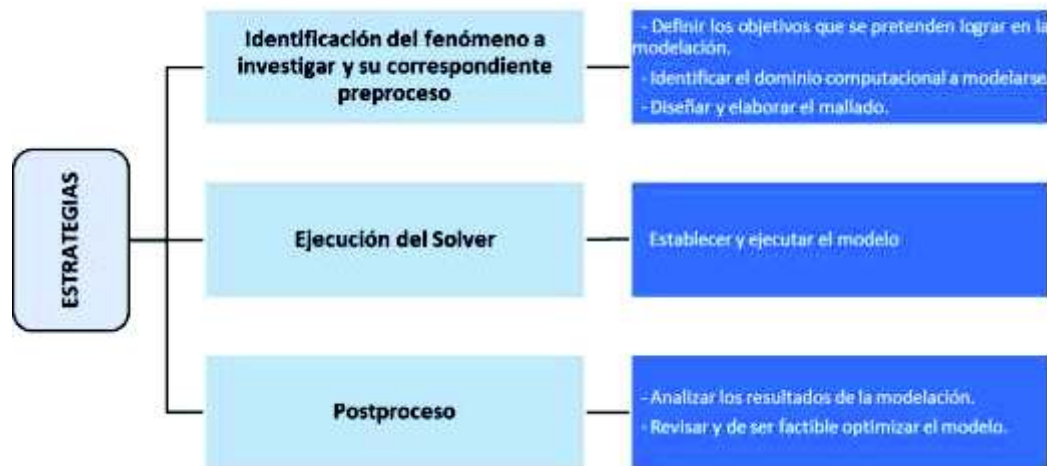 ESTRATEGIAS
Identificación del fenómeno a
investigar y su correspondiente
preproceso
- Definir los objetivos que se pretenden lograr en la
modelación.
- Identificar el dominio computacional a modelarse
- Diseñar y elaborar el mallado.
Ejecución del Solver
Establecer y ejecutar el modelo
Postproceso
- Analizar los resultados de la modelación.
- Revisar y de ser factible optimizar el modelo.